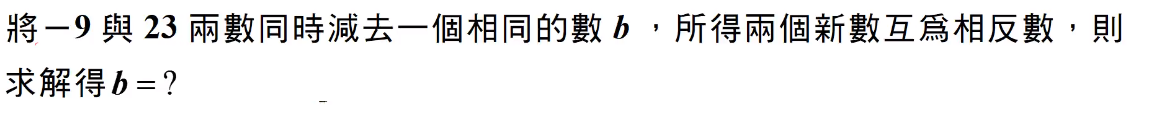 將－9 與 23 兩數同時減去一個相同的數 b ，所得兩個新數互為相反數，則
求解得 b = ?